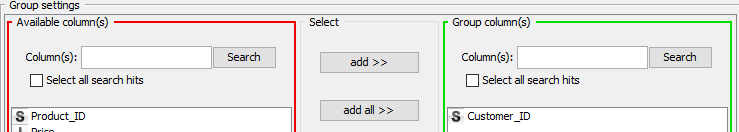 Group settings
Available column(s)
Select
Group column(s)
Column(s):
Search
add >>
Column(s):
Search
Select all search hits
Select all search hits
add all >>
S Product_ID
S Customer_ID
Price